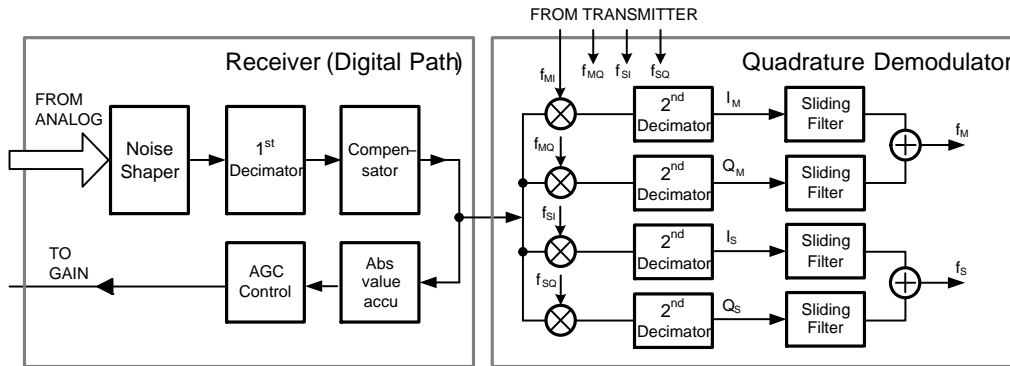 FROM TRANSMITTER
Receiver (Digital Path)
Quadrature Demodulator
fMI
fMQ
fSI
fSQ
FROM
ANALOG
Noise
Shaper
1st
Decimator
Compen–
sator
2nd
Decimator
IM
Sliding
Filter
fM
fMQ
2nd
Decimator
QM
Sliding
Filter
fSI
2nd
Decimator
IS
Sliding
Filter
fS
fSQ
2nd
Decimator
QS
Sliding
Filter
TO
GAIN
AGC
Control
Abs
value
accu